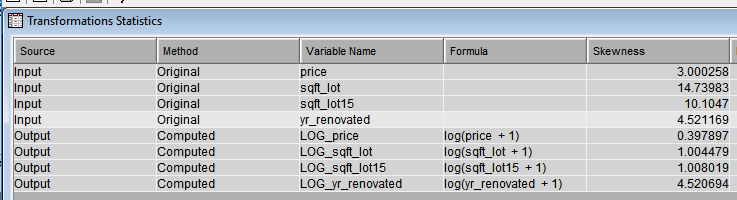 Transformations Statistics
Source Method Variable Name Formula Skewness
Input Original price 3.000258
Input Original sqft_lot 14.73983
Input Original sqft_lot15 10.1047
Input Original yr_renovated 4.521169
Output Computed LOG_price log(price + 1) 0.397897
Output Computed LOG_sqft_lot log(sqft_lot + 1) 1.004479
Output Computed LOG_sqft_lot15 log(sqft_lot15 + 1) 1.008019
Output Computed LOG_yr_renovated log(yr_renovated + 1) 4.520694